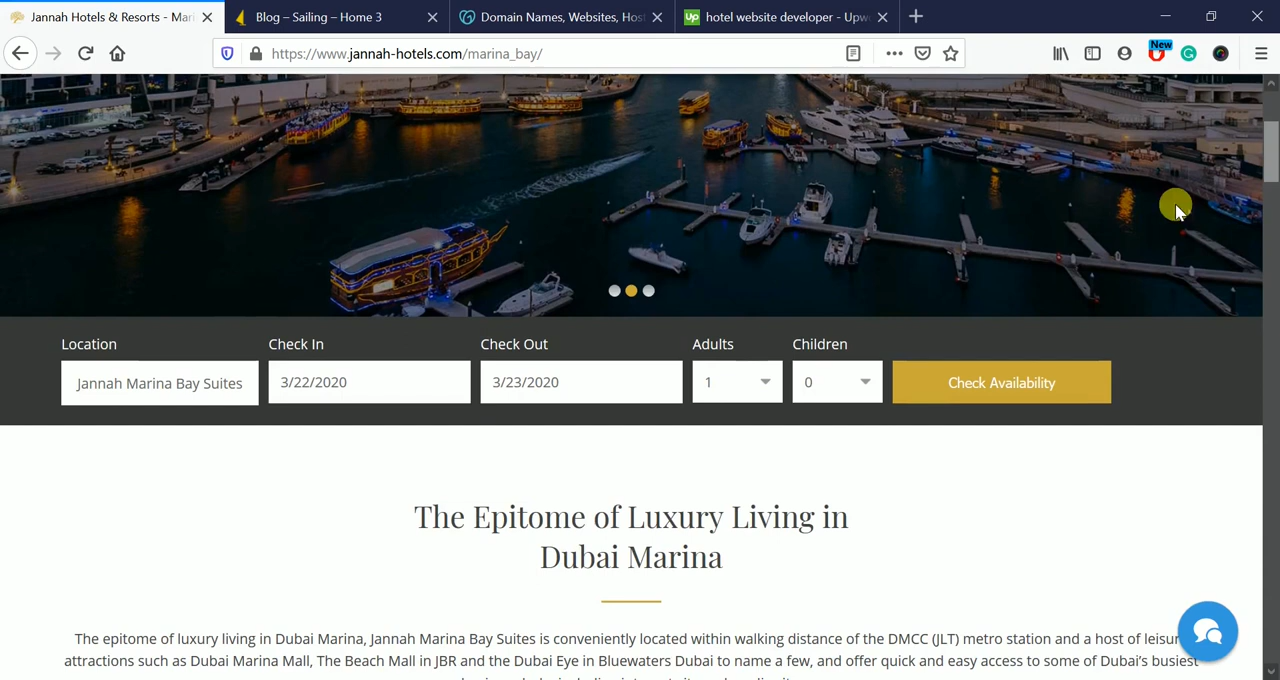 Jannah Hotels & Resorts - Mari
Blog – Sailing – Home 3
Domain Names, Websites, Hos
hotel website developer - Upw
https://www.jannah-hotels.com/marina_bay/
New
Location
Check In
Check Out
Adults
Children
Jannah Marina Bay Suites
3/22/2020
3/23/2020
1
0
Check Availability
The Epitome of Luxury Living in
Dubai Marina
The epitome of luxury living in Dubai Marina, Jannah Marina Bay Suites is conveniently located within walking distance of the DMCC (JLT) metro station and a host of leisur
attractions such as Dubai Marina Mall, The Beach Mall in JBR and the Dubai Eye in Bluewaters Dubai to name a few, and offer quick and easy access to some of Dubai's busiest